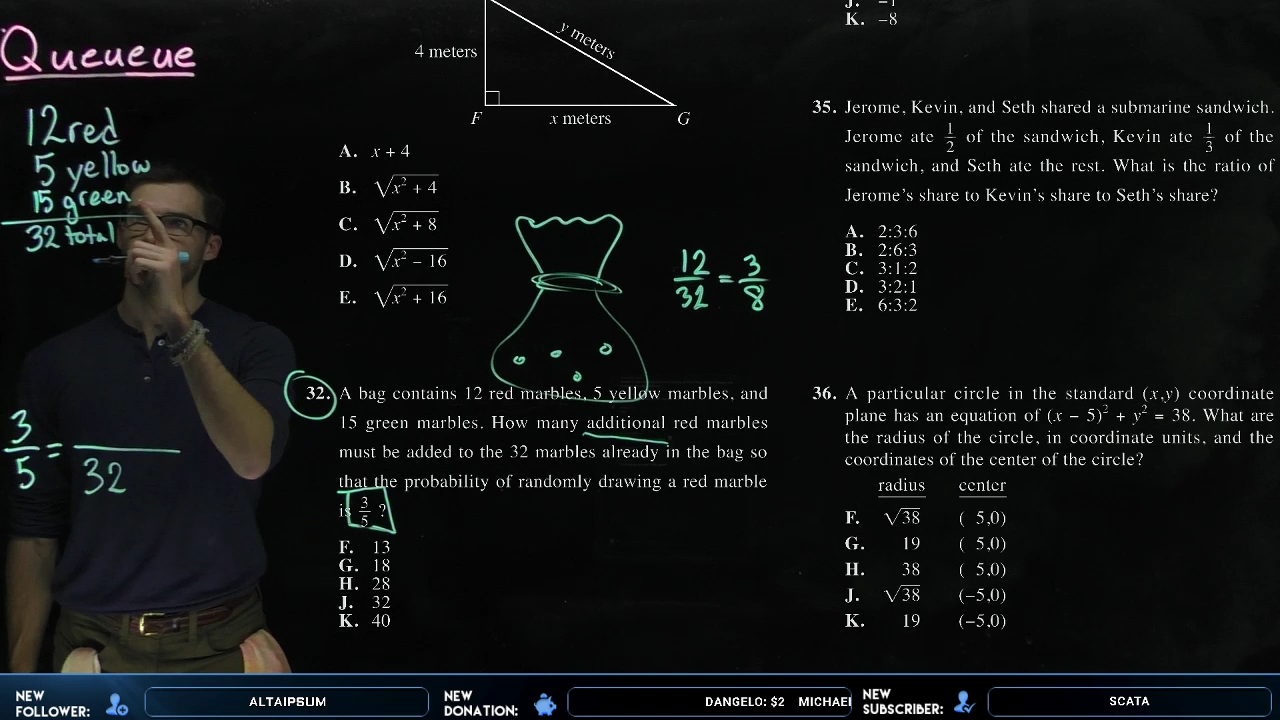 Queueue
12 red
5 yellow
15 green
32 total
3/5 = /32
4 meters
y meters
F
x meters
G
A. x + 4
B. √(x² + 4)
C. √(x² + 8)
D. √(x² − 16)
E. √(x² + 16)
12/32 = 3/8
32. A bag contains 12 red marbles, 5 yellow marbles, and
15 green marbles. How many additional red marbles
must be added to the 32 marbles already in the bag so
that the probability of randomly drawing a red marble
is 3/5 ?
F. 13
G. 18
H. 28
J. 32
K. 40
K. −8
35. Jerome, Kevin, and Seth shared a submarine sandwich.
Jerome ate 1/2 of the sandwich, Kevin ate 1/3 of the
sandwich, and Seth ate the rest. What is the ratio of
Jerome's share to Kevin's share to Seth's share?
A. 2:3:6
B. 2:6:3
C. 3:1:2
D. 3:2:1
E. 6:3:2
36. A particular circle in the standard (x,y) coordinate
plane has an equation of (x − 5)² + y² = 38. What are
the radius of the circle, in coordinate units, and the
coordinates of the center of the circle?
radius center
F. √38 ( 5,0)
G. 19 ( 5,0)
H. 38 ( 5,0)
J. √38 (−5,0)
K. 19 (−5,0)
NEW FOLLOWER: ALTAIPSUM
NEW DONATION: DANGELO: $2 MICHAEL
NEW SUBSCRIBER: SCATA